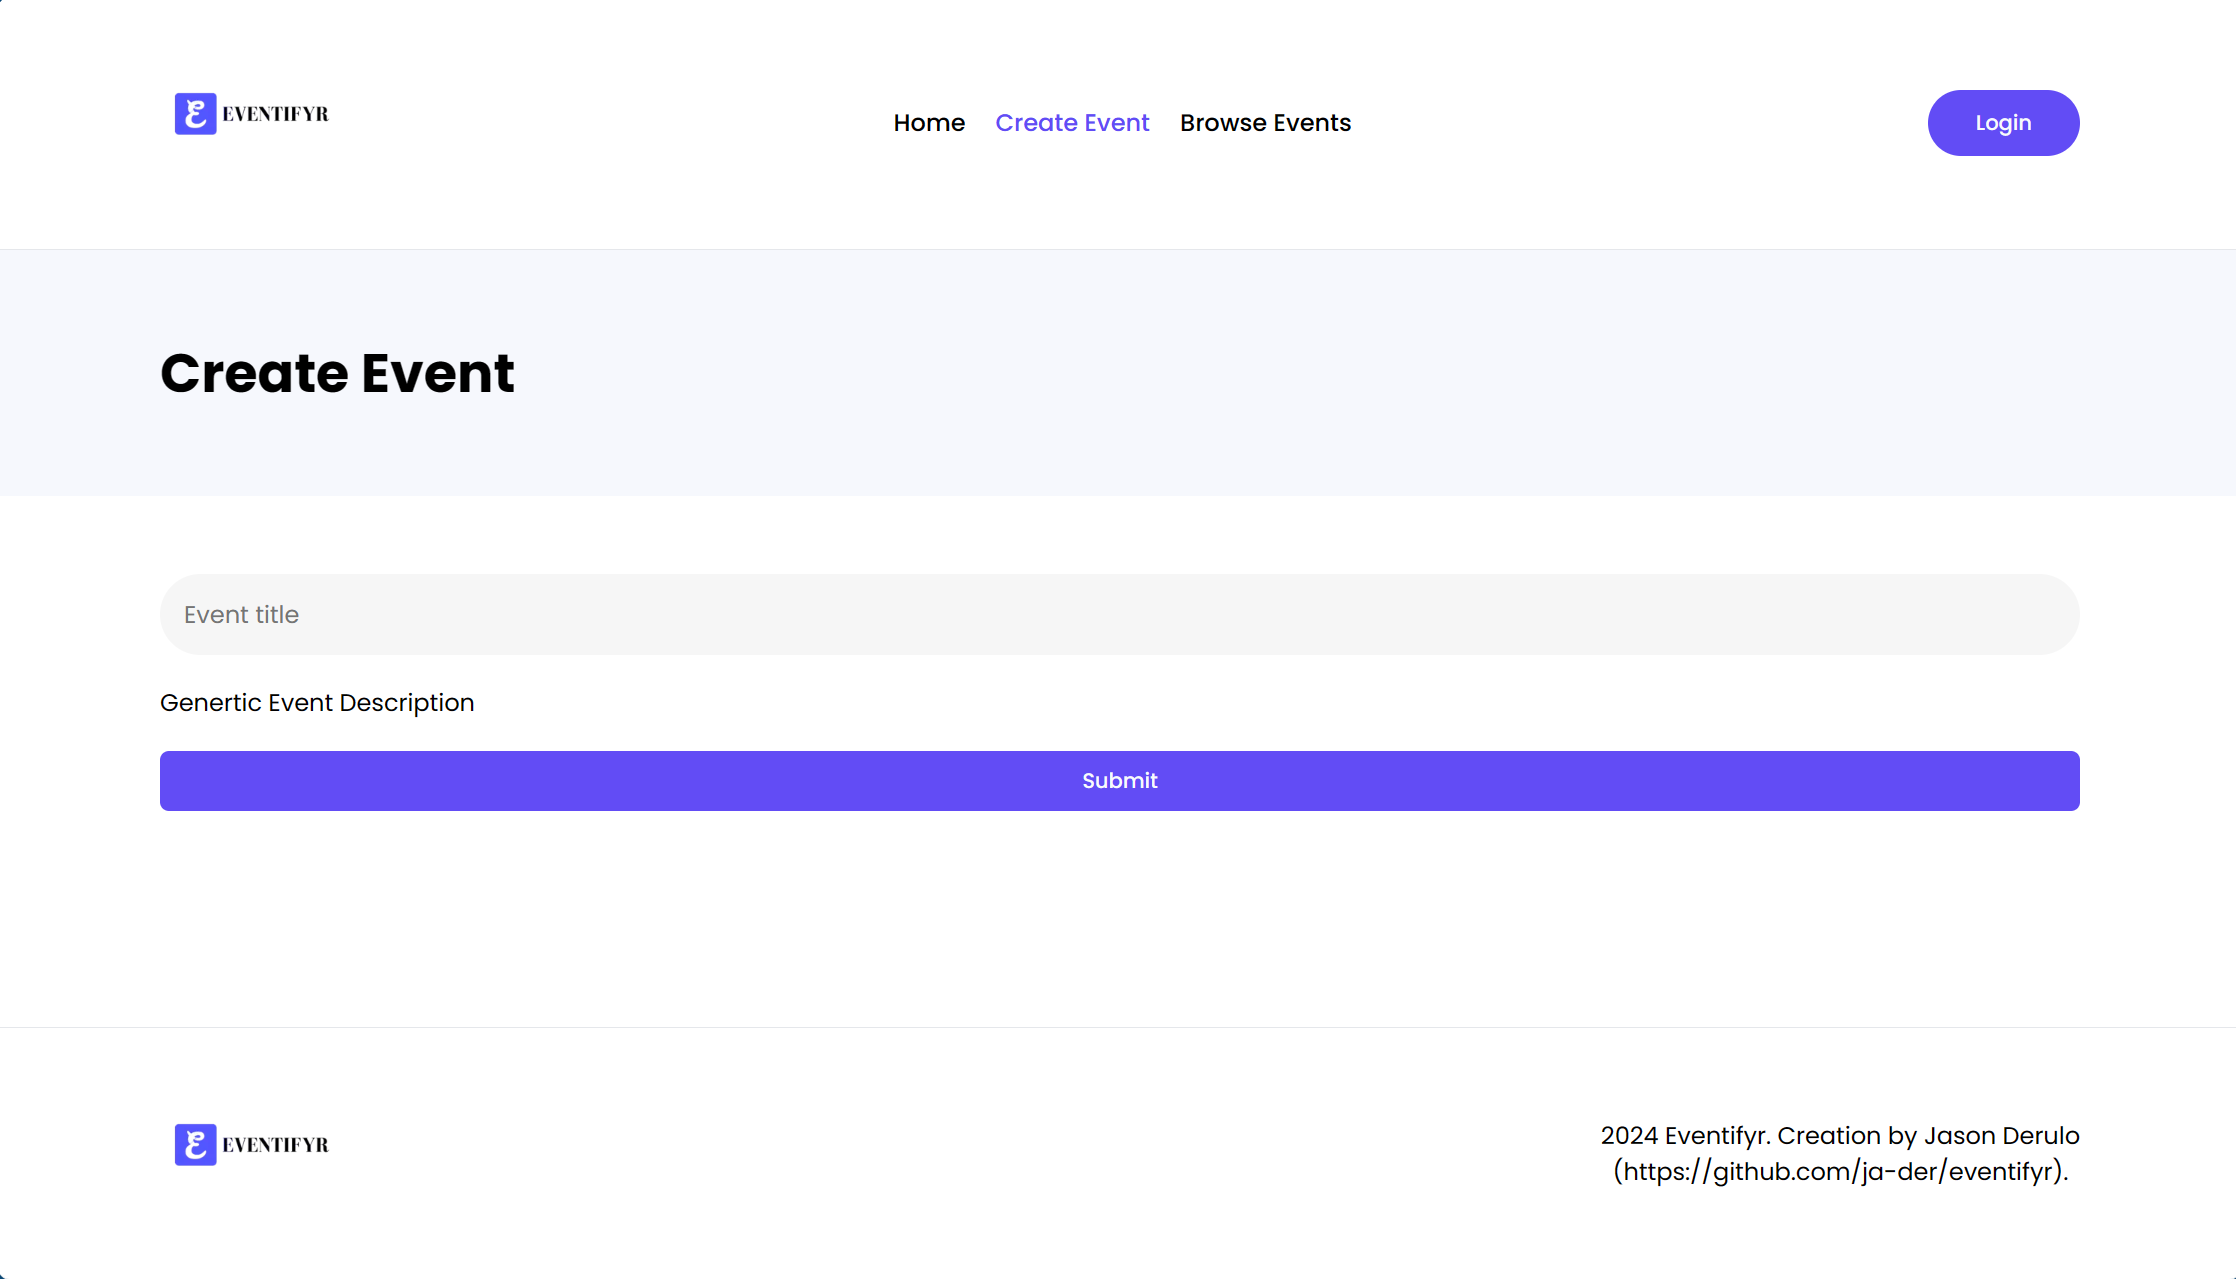 E EVENTIFYR
Home Create Event Browse Events
Login
Create Event
Event title
Genertic Event Description
Submit
E EVENTIFYR
2024 Eventifyr. Creation by Jason Derulo
(https://github.com/ja-der/eventifyr).